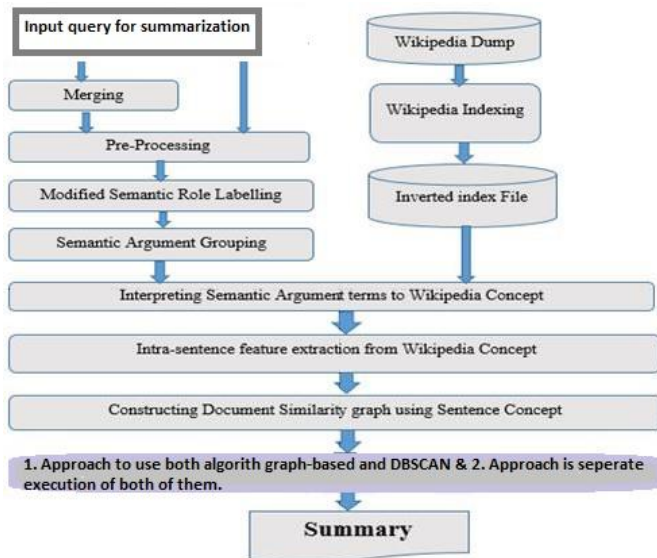 Input query for summarization
Wikipedia Dump
Merging
Wikipedia Indexing
Pre-Processing
Modified Semantic Role Labelling
Inverted index File
Semantic Argument Grouping
Interpreting Semantic Argument terms to Wikipedia Concept
Intra-sentence feature extraction from Wikipedia Concept
Constructing Document Similarity graph using Sentence Concept
1. Approach to use both algorith graph-based and DBSCAN & 2. Approach is seperate
execution of both of them.
Summary